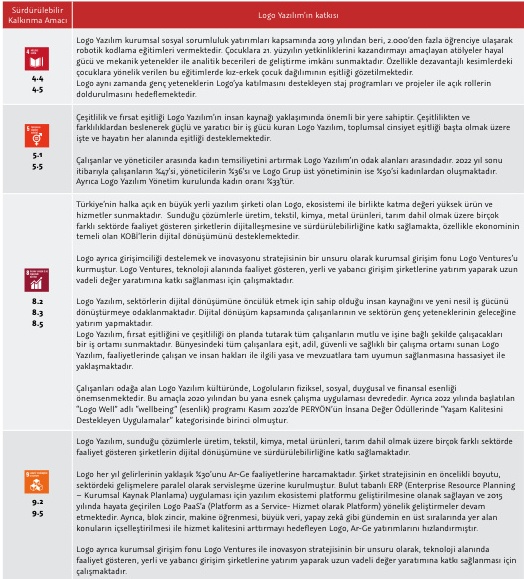 Sürdürülebilir
Kalkınma Amacı
Logo Yazılım'ın katkısı
4.4
4.5
Logo Yazılım kurumsal sosyal sorumluluk yatırımları kapsamında 2019 yılından beri, 2.000'den fazla öğrenciye ulaşarak
robotik kodlama eğitimleri vermektedir. Çocuklara 21. yüzyılın yetkinliklerini kazandırmayı amaçlayan atölyeler hayal
gücü ve mekanik yetenekler ile analitik becerileri de geliştirme imkânı sunmaktadır. Özellikle dezavantajlı kesimlerdeki
çocuklara yönelik verilen bu eğitimlerde kız-erkek çocuk dağılımının eşitliği gözetilmektedir.
Logo aynı zamanda genç yeteneklerin Logo'ya katılmasını destekleyen staj programları ve projeler ile açık rollerin
doldurulmasını hedeflemektedir.
5.1
5.5
Çeşitlilik ve fırsat eşitliği Logo Yazılım'ın insan kaynağı yaklaşımında önemli bir yere sahiptir. Çeşitlilikten ve
farklılıklardan beslenerek güçlü ve yaratıcı bir iş gücü kuran Logo Yazılım, toplumsal cinsiyet eşitliği başta olmak üzere
işte ve hayatın her alanında eşitliği desteklemektedir.
Çalışanlar ve yöneticiler arasında kadın temsiliyetini artırmak Logo Yazılım'ın odak alanları arasındadır. 2022 yıl sonu
itibarıyla çalışanların %47'si, yöneticilerin %36'sı ve Logo Grup üst yönetiminin ise %50'si kadınlardan oluşmaktadır.
Ayrıca Logo Yazılım Yönetim kurulunda kadın oranı %33'tür.
8.2
8.3
8.5
Türkiye'nin halka açık en büyük yerli yazılım şirketi olan Logo, ekosistemi ile birlikte katma değeri yüksek ürün ve
hizmetler sunmaktadır. Sunduğu çözümlerle üretim, tekstil, kimya, metal ürünleri, tarım dahil olmak üzere birçok
farklı sektörde faaliyet gösteren şirketlerin dijitalleşmesine ve sürdürülebilirliğine katkı sağlamakta, özellikle ekonominin
temeli olan KOBİ'lerin dijital dönüşümünü desteklemektedir.
Logo ayrıca girişimciliği destelemek ve inovasyonu stratejisinin bir unsuru olarak kurumsal girişim fonu Logo Ventures'u
kurmuştur. Logo Ventures, teknoloji alanında faaliyet gösteren, yerli ve yabancı girişim şirketlerine yatırım yaparak uzun
vadeli değer yaratımına katkı sağlanması için çalışmaktadır.
Logo Yazılım, sektörlerin dijital dönüşümüne öncülük etmek için sahip olduğu insan kaynağını ve yeni nesil iş gücünü
dönüştürmeye odaklanmaktadır. Dijital dönüşüm kapsamında çalışanlarının ve sektörün genç yeteneklerinin geleceğine
yatırım yapmaktadır.
Logo Yazılım, fırsat eşitliğini ve çeşitliliği ön planda tutarak tüm çalışanların mutlu ve işine bağlı şekilde çalışacakları
bir iş ortamı sunmaktadır. Bünyesindeki tüm çalışanlara eşit, adil, güvenli ve sağlıklı bir çalışma ortamı sunan Logo
Yazılım, faaliyetlerinde çalışan ve insan hakları ile ilgili yasa ve mevzuatlara tam uyumun sağlanmasına hassasiyet ile
yaklaşmaktadır.
Çalışanları odağa alan Logo Yazılım kültüründe, Logoluların fiziksel, sosyal, duygusal ve finansal esenliği
önemsenmektedir. Bu amaçla 2020 yılından bu yana esnek çalışma uygulaması devrededir. Ayrıca 2022 yılında başlatılan
"Logo Well" adlı "wellbeing" (esenlik) programı Kasım 2022'de PERYÖN'ün İnsana Değer Ödüllerinde "Yaşam Kalitesini
Destekleyen Uygulamalar" kategorisinde birinci olmuştur.
9.2
9.5
Logo Yazılım, sunduğu çözümlerle üretim, tekstil, kimya, metal ürünleri, tarım dahil olmak üzere birçok farklı sektörde
faaliyet gösteren şirketlerin dijital dönüşümüne ve sürdürülebilirliğine katkı sağlamaktadır.
Logo her yıl gelirlerinin yaklaşık %30'unu Ar-Ge faaliyetlerine harcamaktadır. Şirket stratejisinin en öncelikli boyutu,
sektördeki gelişmelere paralel olarak servisleşme üzerine kurulmuştur. Bulut tabanlı ERP (Enterprise Resource Planning
– Kurumsal Kaynak Planlama) uygulaması için yazılım ekosistemi platformu geliştirilmesine olanak sağlayan ve 2015
yılında hayata geçirilen Logo PaaS'a (Platform as a Service- Hizmet olarak Platform) yönelik geliştirmeler devam
etmektedir. Ayrıca, blok zincir, makine öğrenmesi, büyük veri, yapay zekâ gibi gündemin en üst sıralarında yer alan
konuların içselleştirilmesi ile hizmet kalitesini arttırmayı hedefleyen Logo, Ar-Ge yatırımlarını hızlandırmıştır.
Logo ayrıca kurumsal girişim fonu Logo Ventures ile inovasyon stratejisinin bir unsuru olarak, teknoloji alanında
faaliyet gösteren, yerli ve yabancı girişim şirketlerine yatırım yaparak uzun vadeli değer yaratımına katkı sağlanması için
çalışmaktadır.